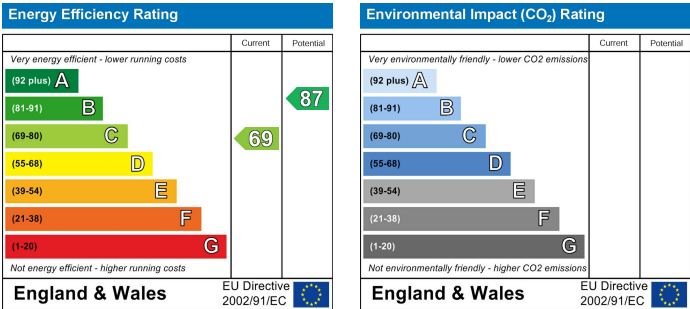 Energy Efficiency Rating
Current Potential
Very energy efficient - lower running costs
(92 plus) A
(81-91) B
(69-80) C
(55-68) D
(39-54) E
(21-38) F
(1-20) G
87
69
Not energy efficient - higher running costs
England & Wales
EU Directive
2002/91/EC
Environmental Impact (CO₂) Rating
Current Potential
Very environmentally friendly - lower CO2 emissions
(92 plus) A
(81-91) B
(69-80) C
(55-68) D
(39-54) E
(21-38) F
(1-20) G
Not environmentally friendly - higher CO2 emissions
England & Wales
EU Directive
2002/91/EC